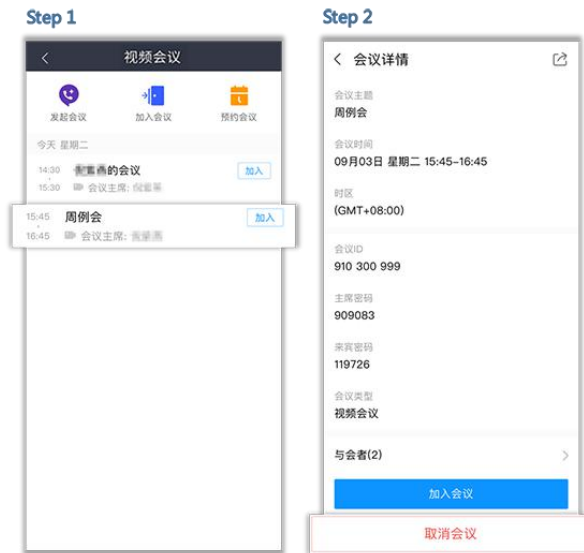 Step 1
视频会议
发起会议
加入会议
预约会议
今天 星期二
14:30
的会议
加入
15:30
会议主席:
15:45
周例会
加入
16:45
会议主席:
Step 2
会议详情
会议主题
周例会
会议时间
09月03日 星期二 15:45-16:45
时区
(GMT+08:00)
会议ID
910 300 999
主席密码
909083
来宾密码
119726
会议类型
视频会议
与会者(2)
加入会议
取消会议